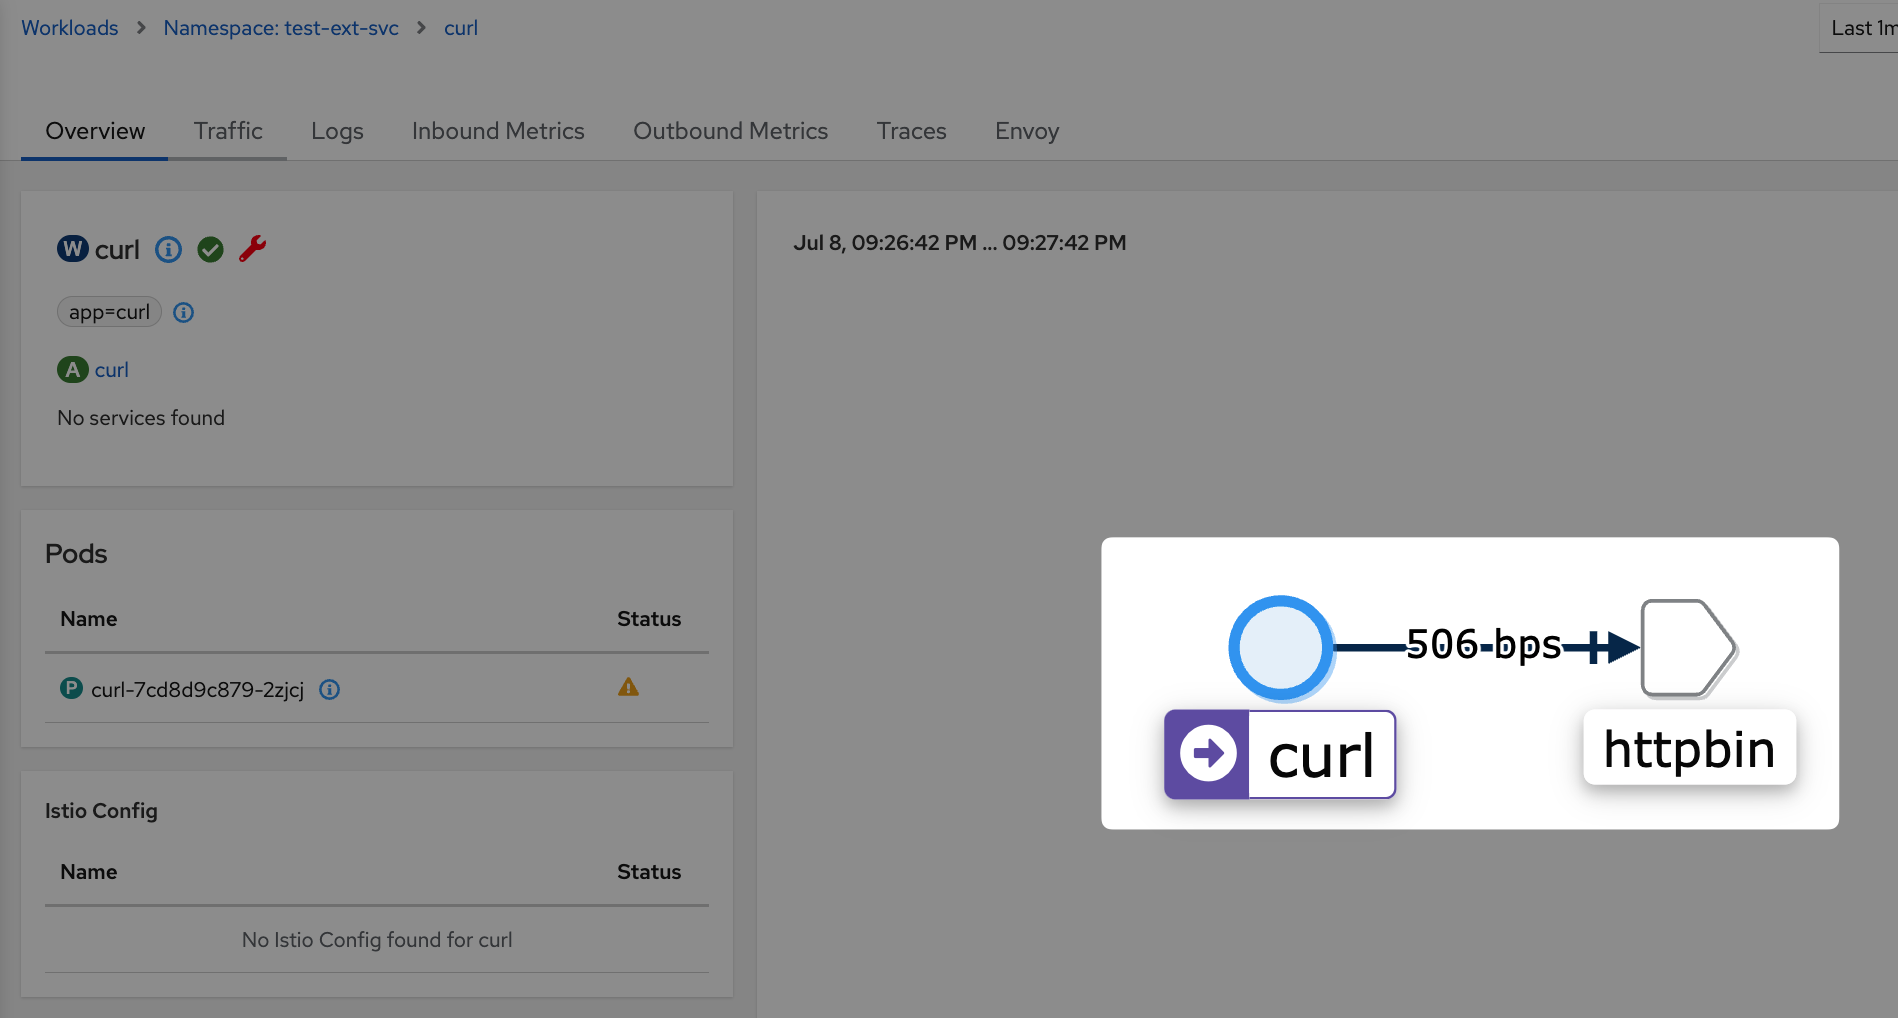 Workloads > Namespace: test-ext-svc > curl
Last 1m
Overview Traffic Logs Inbound Metrics Outbound Metrics Traces Envoy
W curl
app=curl
A curl
No services found
Pods
Name Status
P curl-7cd8d9c879-2zjcj
Istio Config
Name Status
No Istio Config found for curl
Jul 8, 09:26:42 PM ... 09:27:42 PM
506 bps
curl
httpbin